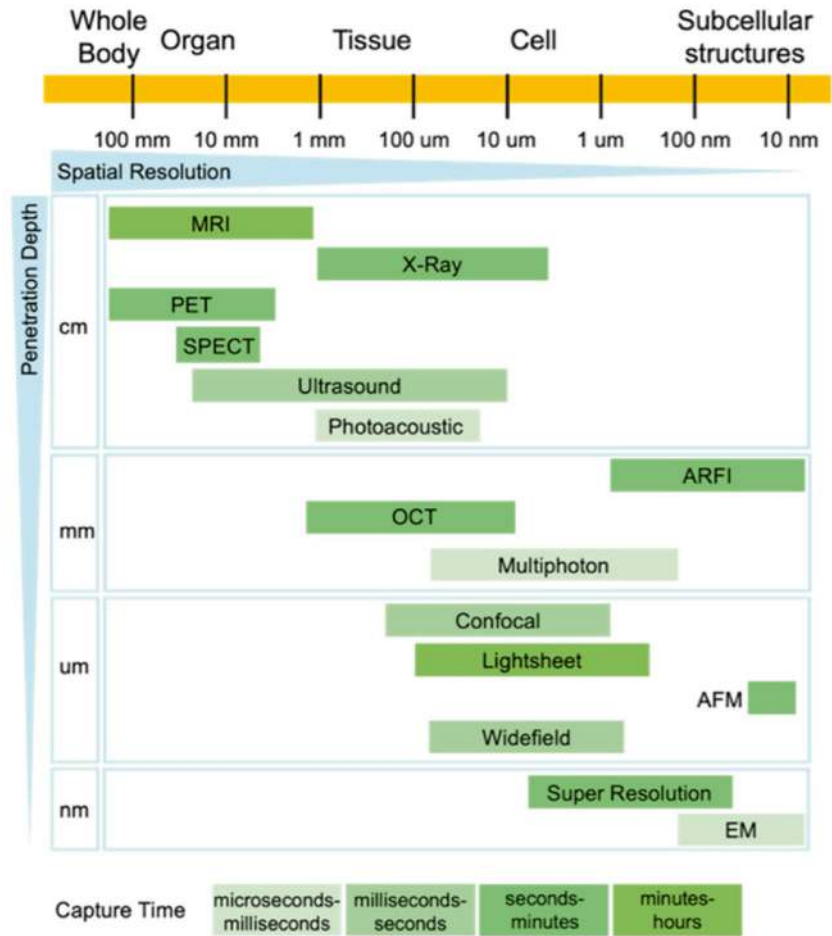 Whole
Body
Organ
Tissue
Cell
Subcellular
structures
100 mm
10 mm
1 mm
100 um
10 um
1 um
100 nm
10 nm
Spatial Resolution
Penetration Depth
cm
MRI
X-Ray
PET
SPECT
Ultrasound
Photoacoustic
mm
ARFI
OCT
Multiphoton
um
Confocal
Lightsheet
AFM
Widefield
nm
Super Resolution
EM
Capture Time
microseconds-
milliseconds
milliseconds-
seconds
seconds-
minutes
minutes-
hours